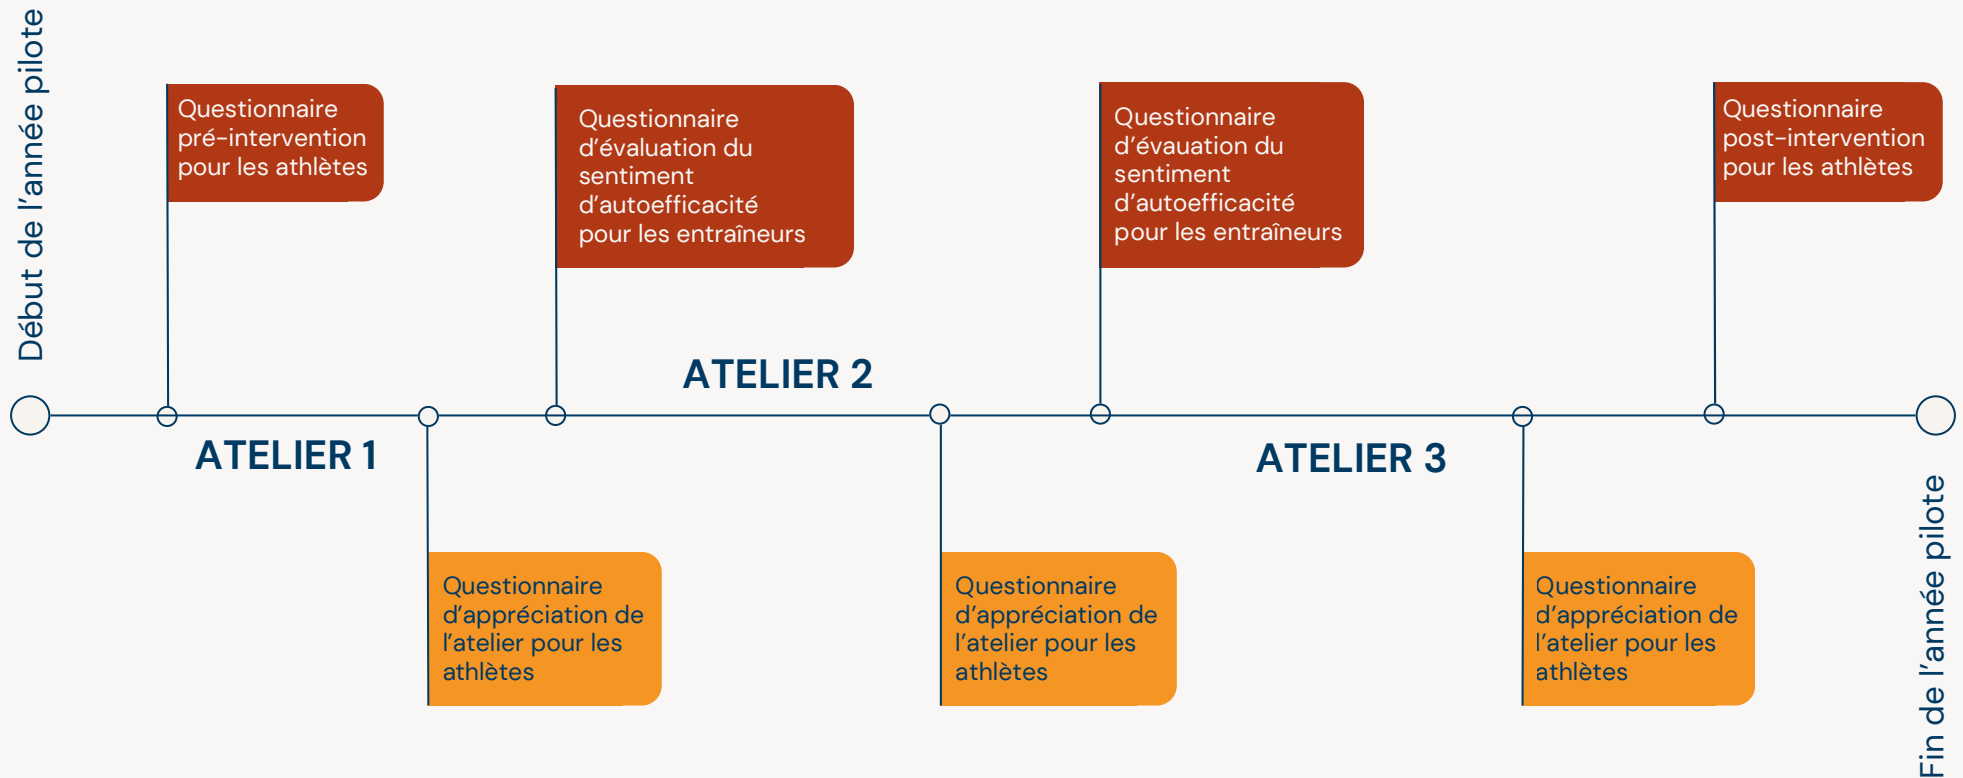 Début de l'année pilote
Questionnaire
pré-intervention
pour les athlètes
Questionnaire
d'évaluation du
sentiment
d'autoefficacité
pour les entraîneurs
Questionnaire
d'évauation du
sentiment
d'autoefficacité
pour les entraîneurs
Questionnaire
post-intervention
pour les athlètes
ATELIER 1
ATELIER 2
ATELIER 3
Questionnaire
d'appréciation de
l'atelier pour les
athlètes
Questionnaire
d'appréciation de
l'atelier pour les
athlètes
Questionnaire
d'appréciation de
l'atelier pour les
athlètes
Fin de l'année pilote